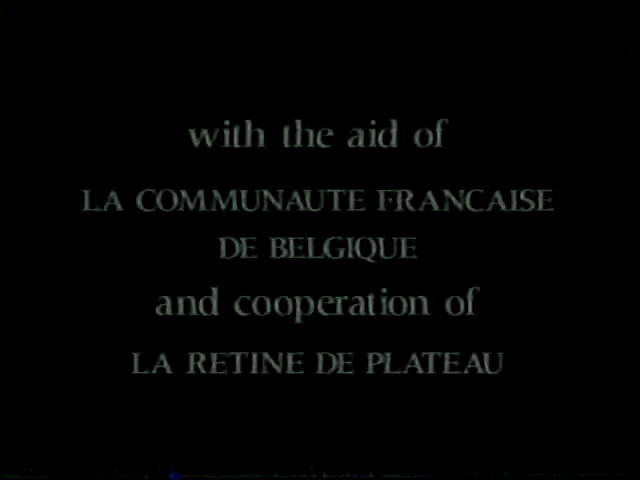 with the aid of
LA COMMUNAUTE FRANCAISE
DE BELGIQUE
and cooperation of
LA RETINE DE PLATEAU